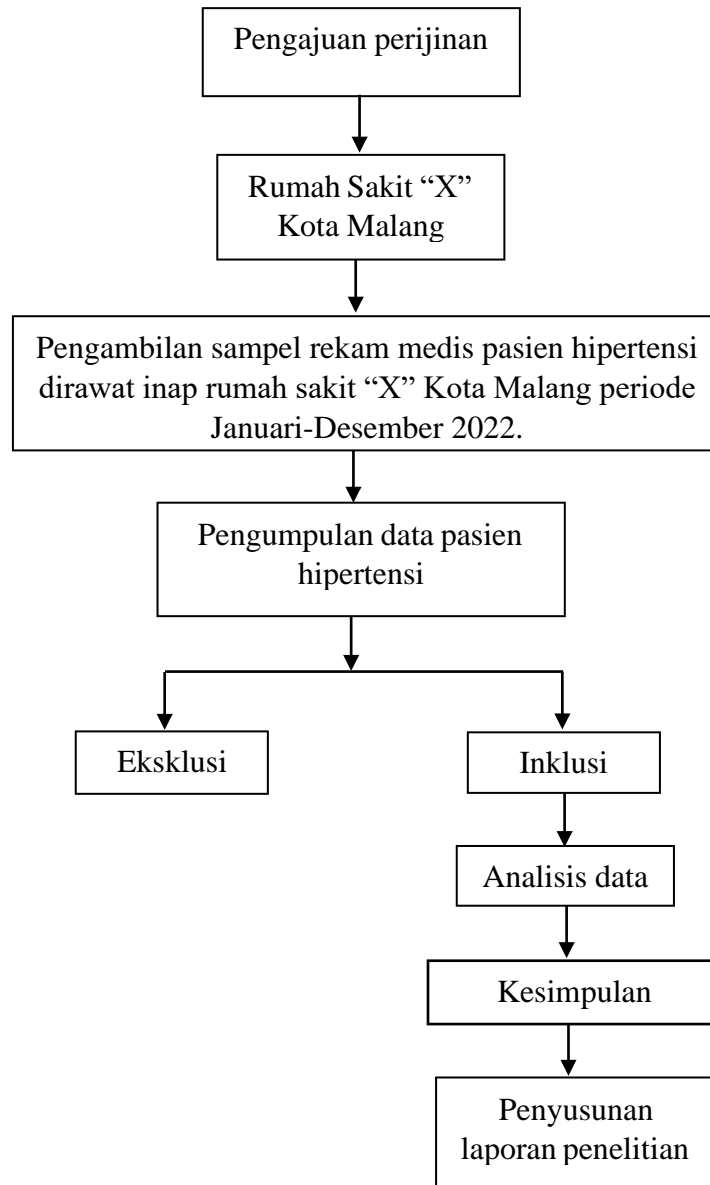 Pengajuan perijinan
Rumah Sakit “X”
Kota Malang
Pengambilan sampel rekam medis pasien hipertensi
dirawat inap rumah sakit “X” Kota Malang periode
Januari-Desember 2022.
Pengumpulan data pasien
hipertensi
Eksklusi
Inklusi
Analisis data
Kesimpulan
Penyusunan
laporan penelitian